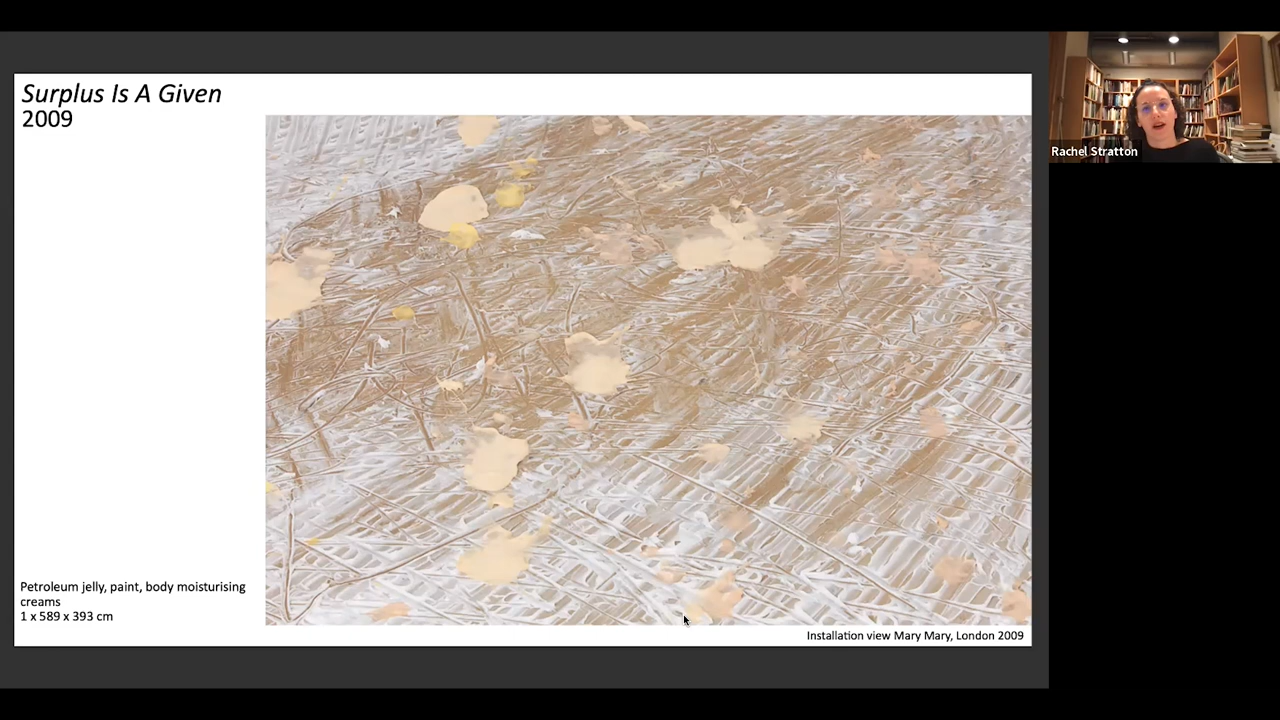 Surplus Is A Given
2009
Rachel Stratton
Petroleum jelly, paint, body moisturising
creams
1 x 589 x 393 cm
Installation view Mary Mary, London 2009